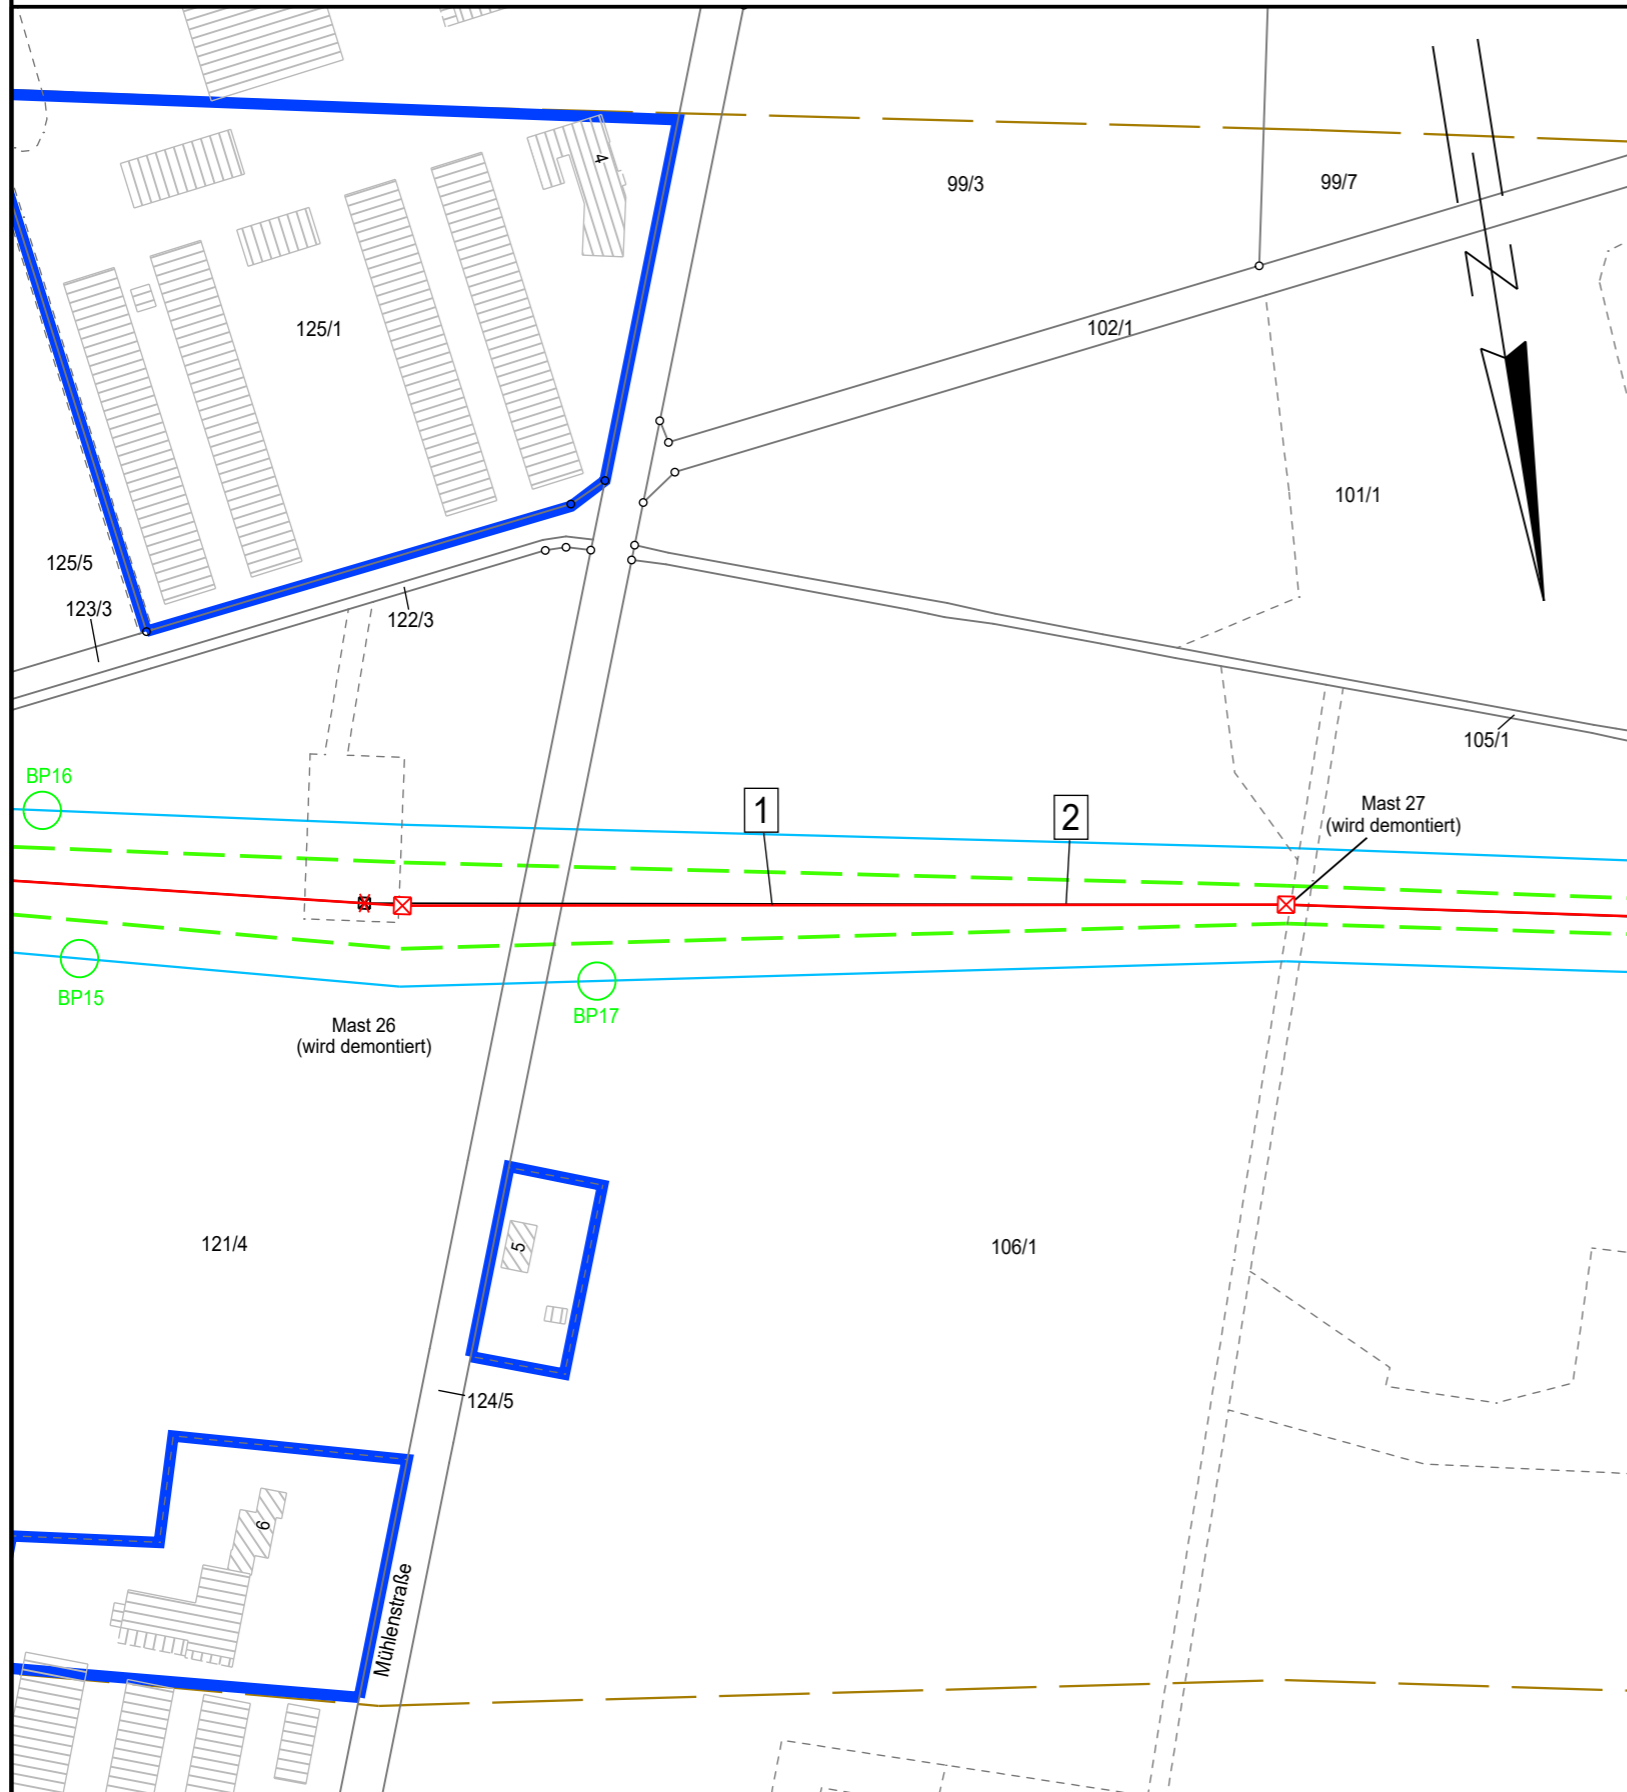 4
99/3
99/7
125/1
102/1
101/1
125/5
123/3
122/3
105/1
BP16
1
2
Mast 27
(wird demontiert)
BP15
BP17
Mast 26
(wird demontiert)
121/4
5
106/1
124/5
6
Mühlenstraße
N